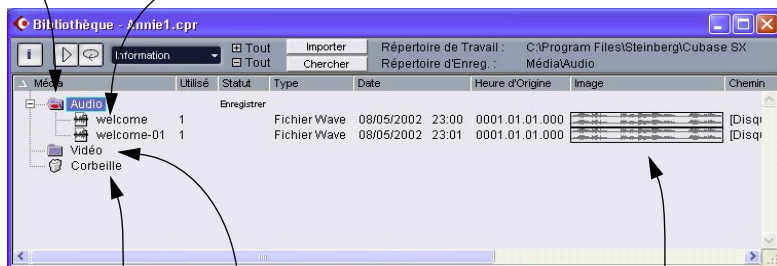 Bibliothèque - Annie1.cpr
i Information Tout Importer Répertoire de Travail : C:\Program Files\Steinberg\Cubase SX
Tout Chercher Répertoire d'Enreg. : Média\Audio
Média Utilisé Statut Type Date Heure d'Origine Image Chemin
Audio Enregistrer
welcome 1 Fichier Wave 08/05/2002 23:00 0001.01.01.000 [Disqu
welcome-01 1 Fichier Wave 08/05/2002 23:01 0001.01.01.000 [Disqu
Vidéo
Corbeille